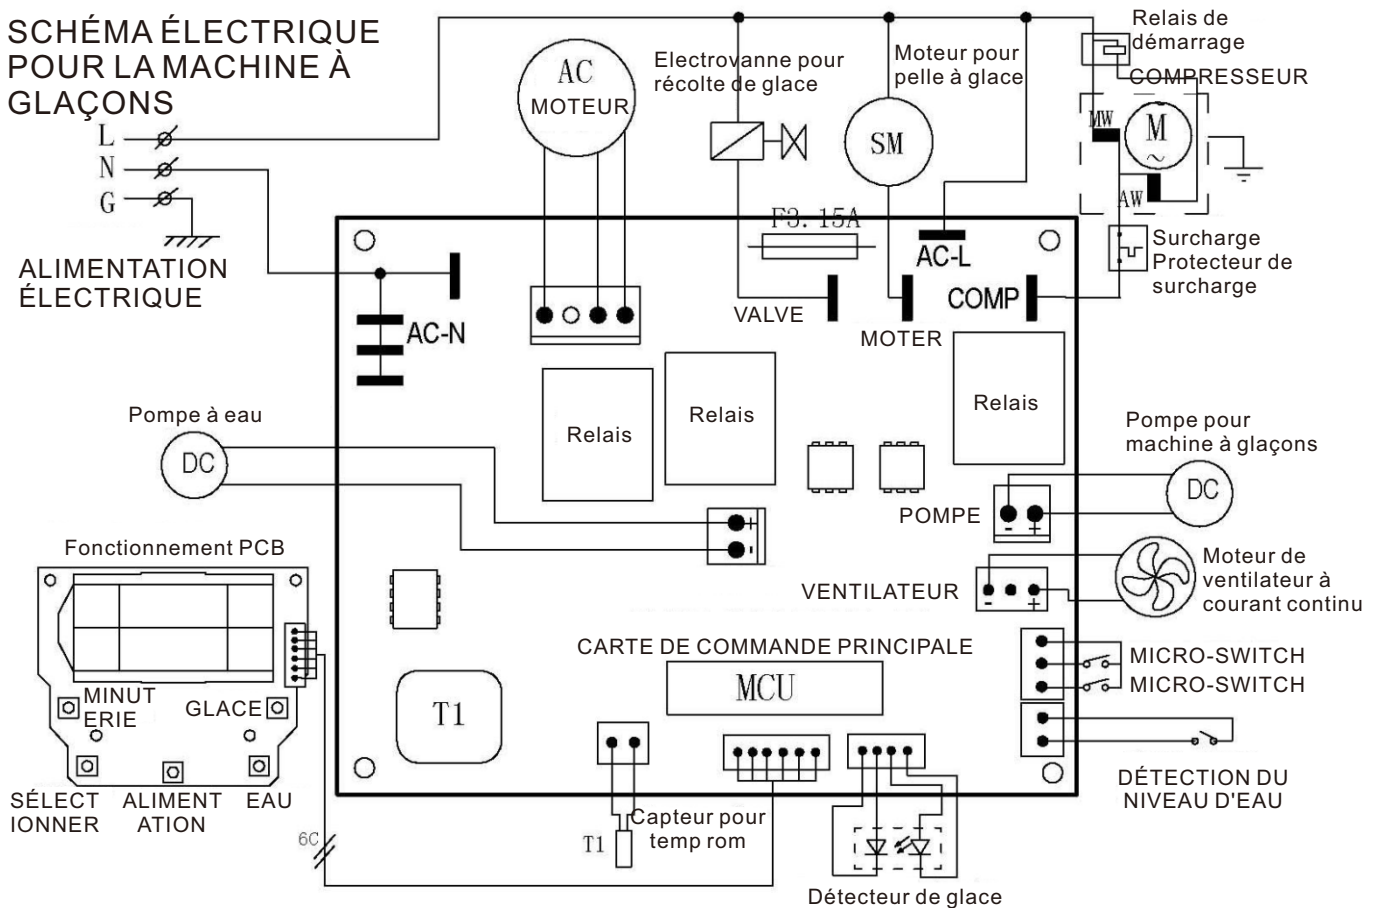 SCHÉMA ÉLECTRIQUE
POUR LA MACHINE À
GLAÇONS
L
N
G
ALIMENTATION
ÉLECTRIQUE
AC
MOTEUR
Electrovanne pour
récolte de glace
Moteur pour
pelle à glace
SM
Relais de
démarrage
COMPRESSEUR
MW
M
~
AW
Surcharge
Protecteur de
surcharge
F3.15A
AC-L
VALVE
MOTER
COMP
AC-N
Relais
Relais
Relais
Pompe à eau
DC
Pompe pour
machine à glaçons
DC
POMPE
- +
+
-
VENTILATEUR
- +
Moteur de
ventilateur à
courant continu
Fonctionnement PCB
MINUT
ERIE
GLACE
SÉLECT
IONNER
ALIMENT
ATION
EAU
CARTE DE COMMANDE PRINCIPALE
MCU
T1
MICRO-SWITCH
MICRO-SWITCH
DÉTECTION DU
NIVEAU D'EAU
6C
T1
Capteur pour
temp rom
Détecteur de glace